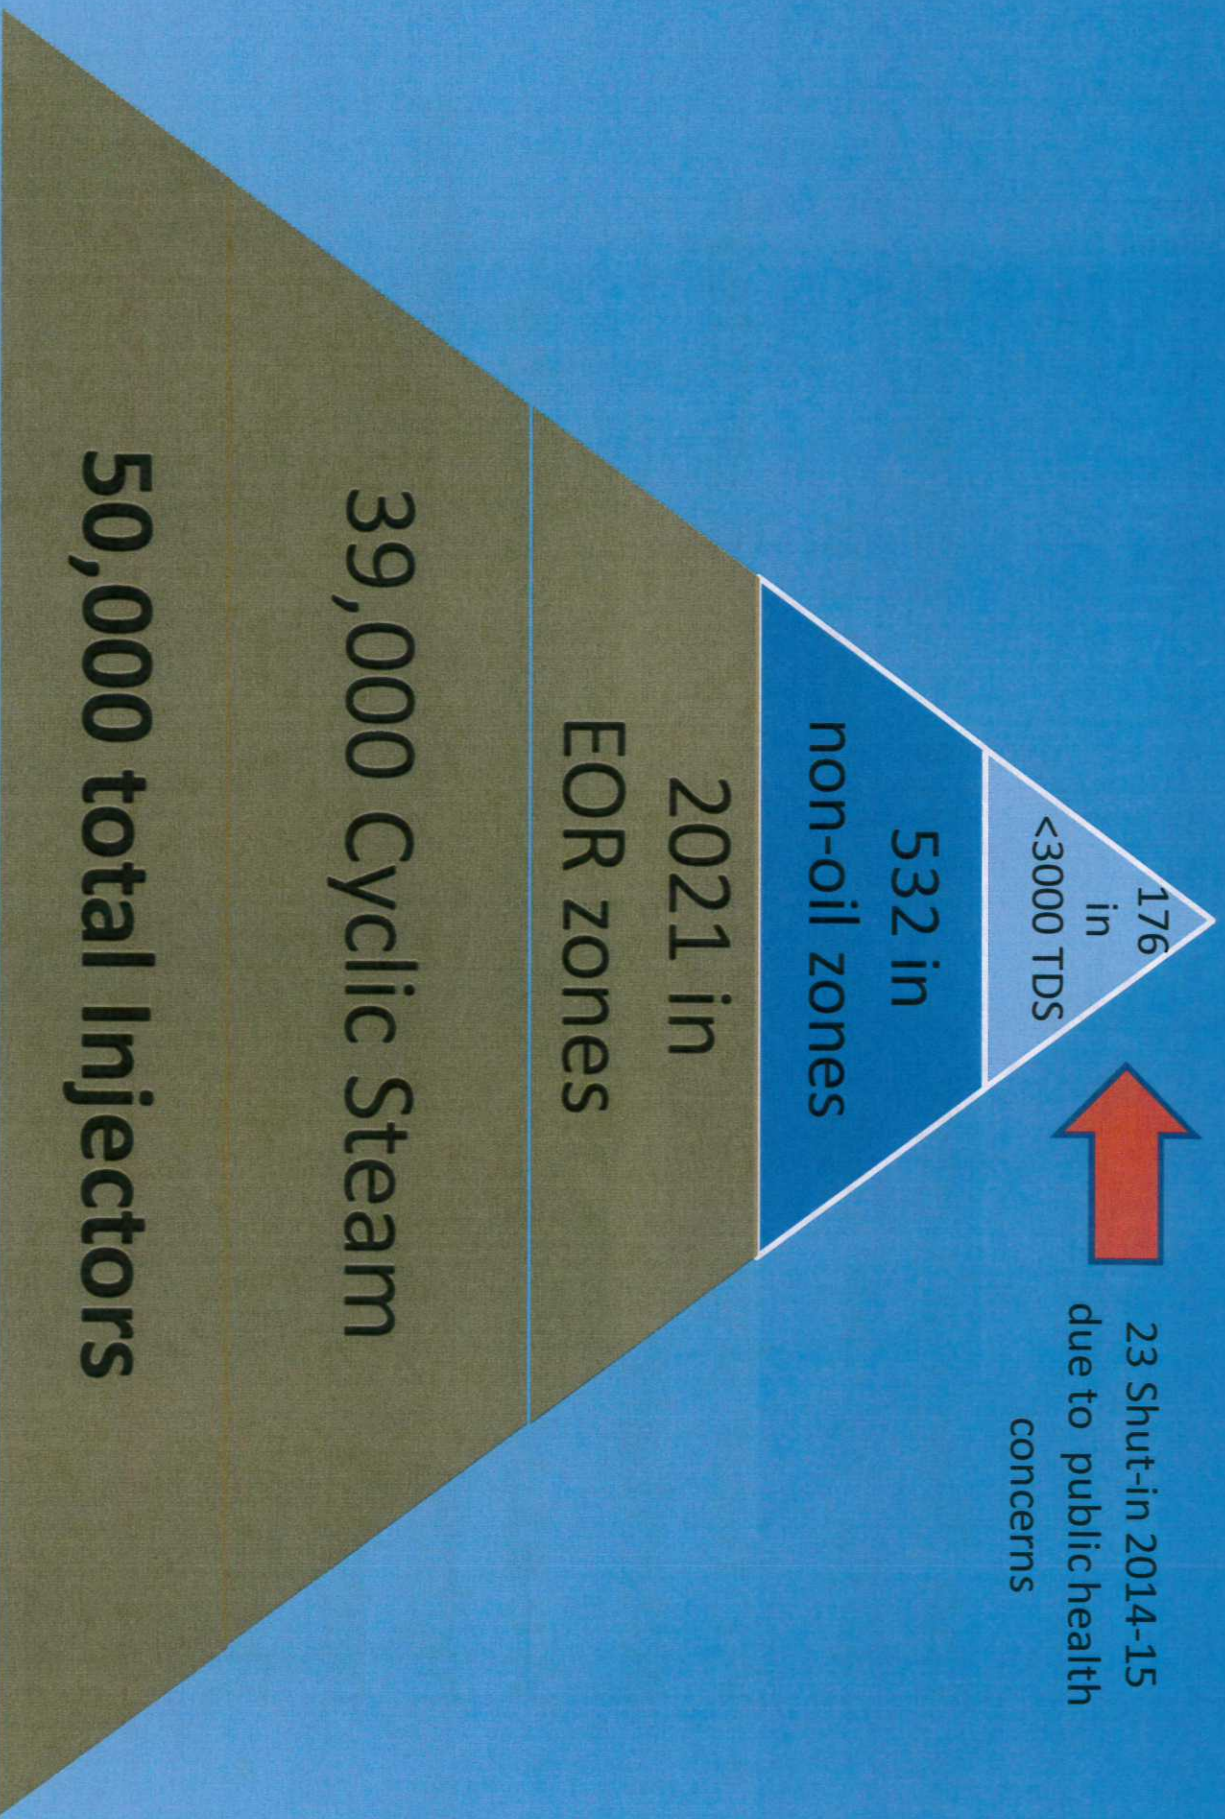 176
in
<3000 TDS
23 Shut-in 2014-15
due to public health
concerns
532 in
non-oil zones
2021 in
EOR zones
39,000 Cyclic Steam
50,000 total Injectors